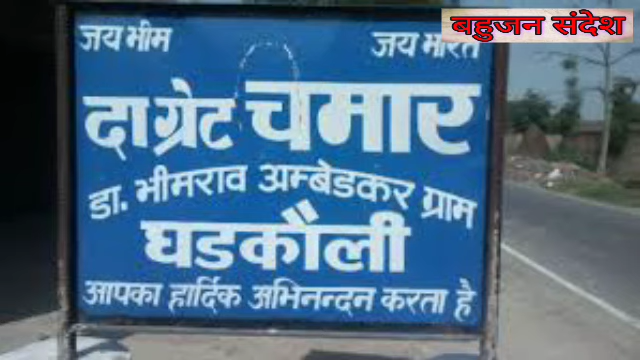 बहुजन संदेश
जय भीम जय भारत
दा ग्रेट चमार
डा. भीमराव अम्बेडकर ग्राम
घडकौली
आपका हार्दिक अभिनन्दन करता है